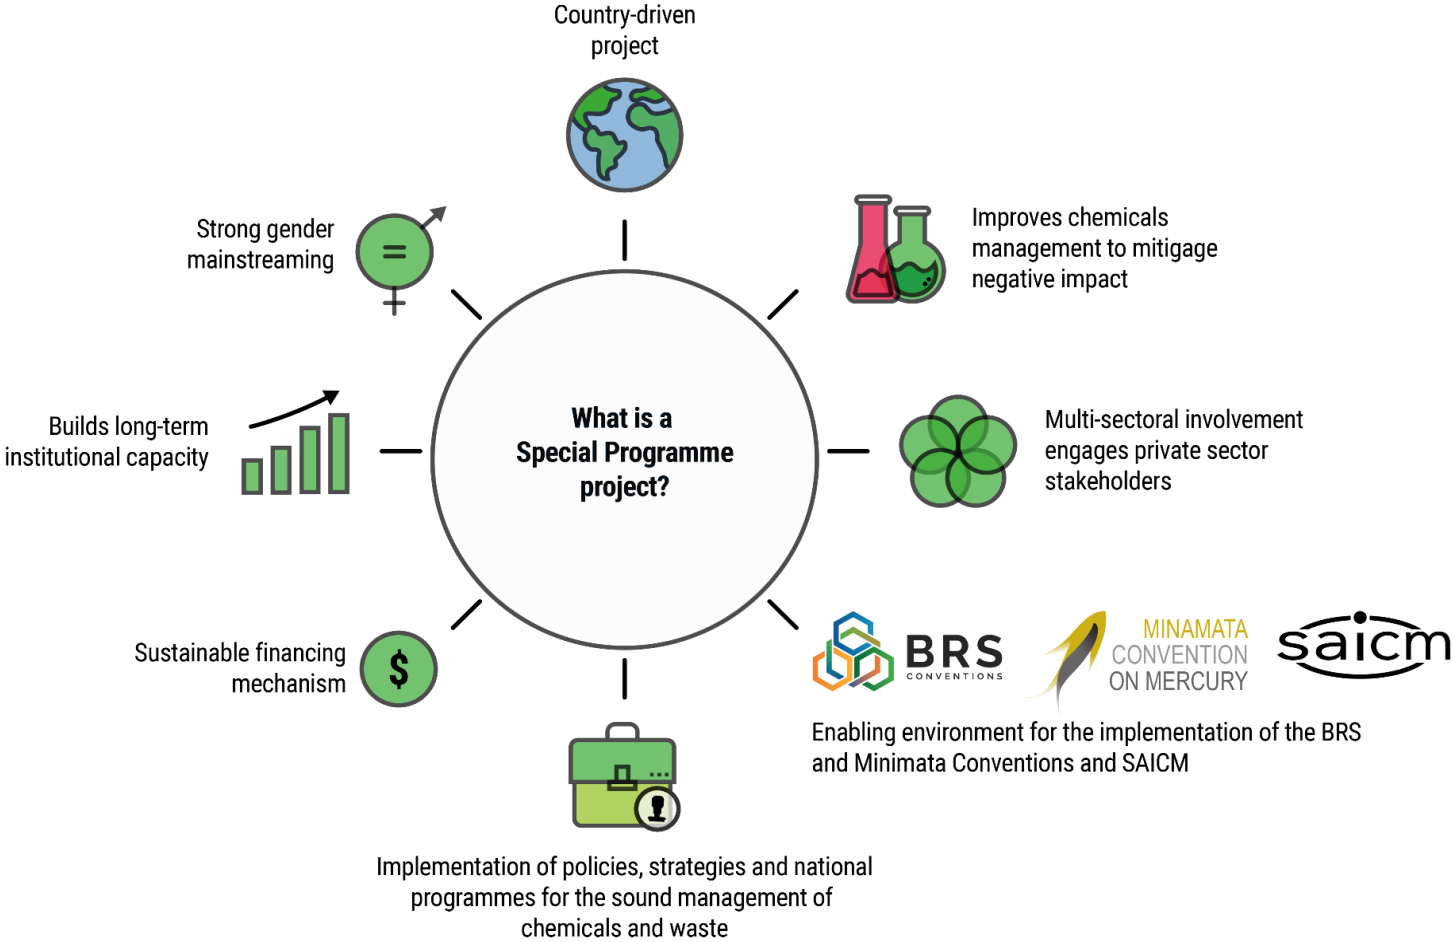 Country-driven
project
Strong gender
mainstreaming
=
Improves chemicals
management to mitigage
negative impact
Builds long-term
institutional capacity
What is a
Special Programme
project?
Multi-sectoral involvement
engages private sector
stakeholders
Sustainable financing
mechanism
$
BRS
CONVENTIONS
MINAMATA
CONVENTION
ON MERCURY
saicm
Enabling environment for the implementation of the BRS
and Minimata Conventions and SAICM
Implementation of policies, strategies and national
programmes for the sound management of
chemicals and waste